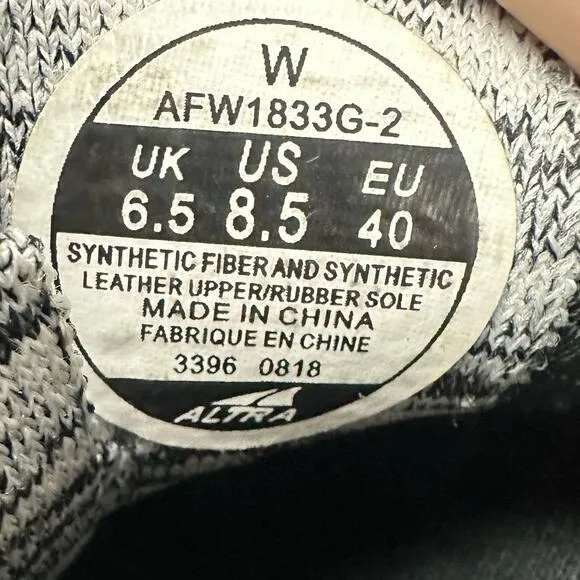 W
AFW1833G-2
UK US EU
6.5 8.5 40
SYNTHETIC FIBER AND SYNTHETIC
LEATHER UPPER/RUBBER SOLE
MADE IN CHINA
FABRIQUE EN CHINE
3396 0818
ALTRA